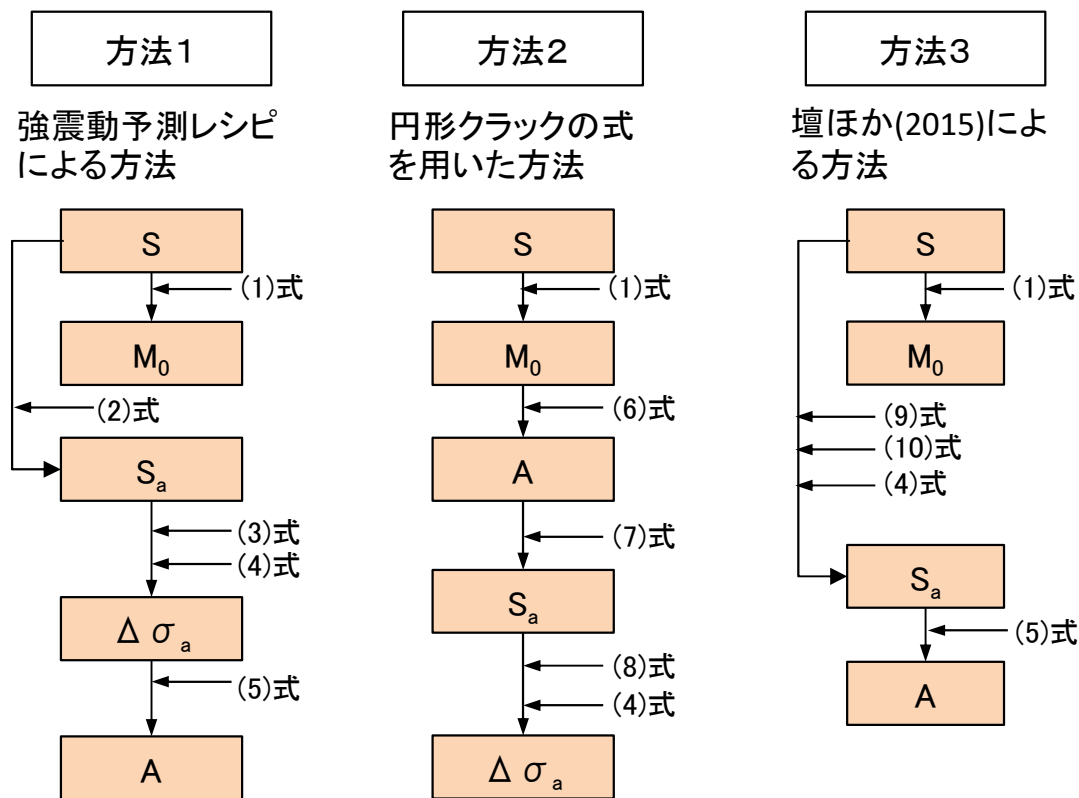 方法１
強震動予測レシピ
による方法
S
(1)式
M₀
(2)式
Sₐ
(3)式
(4)式
Δσₐ
(5)式
A
方法２
円形クラックの式
を用いた方法
S
(1)式
M₀
(6)式
A
(7)式
Sₐ
(8)式
(4)式
Δσₐ
方法３
壇ほか(2015)によ
る方法
S
(1)式
M₀
(9)式
(10)式
(4)式
Sₐ
(5)式
A